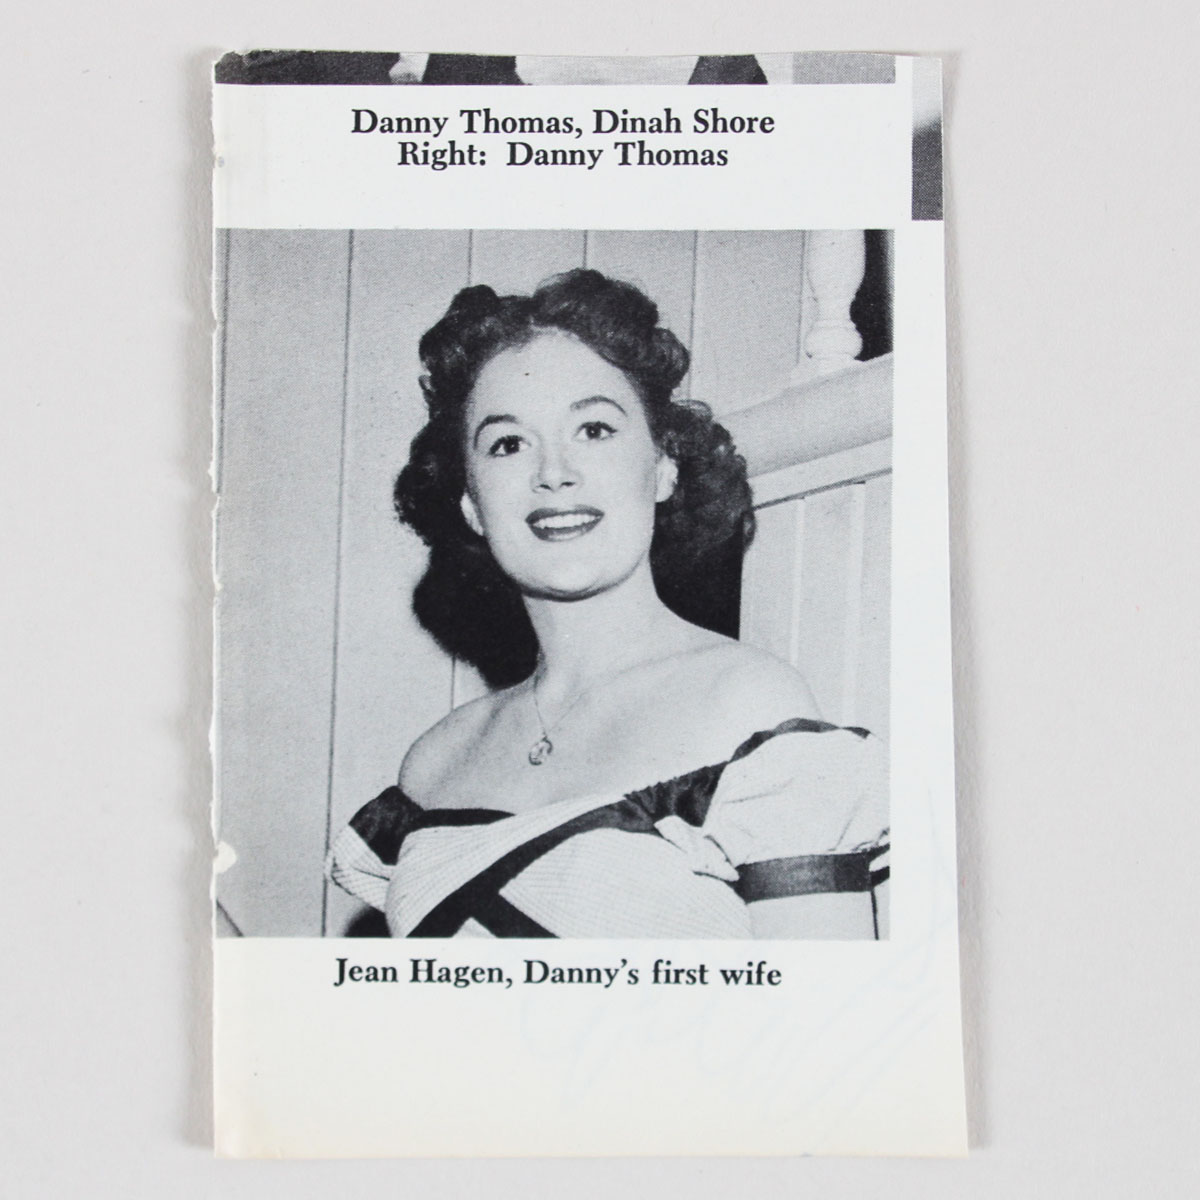 Danny Thomas, Dinah Shore
Right: Danny Thomas
Jean Hagen, Danny's first wife